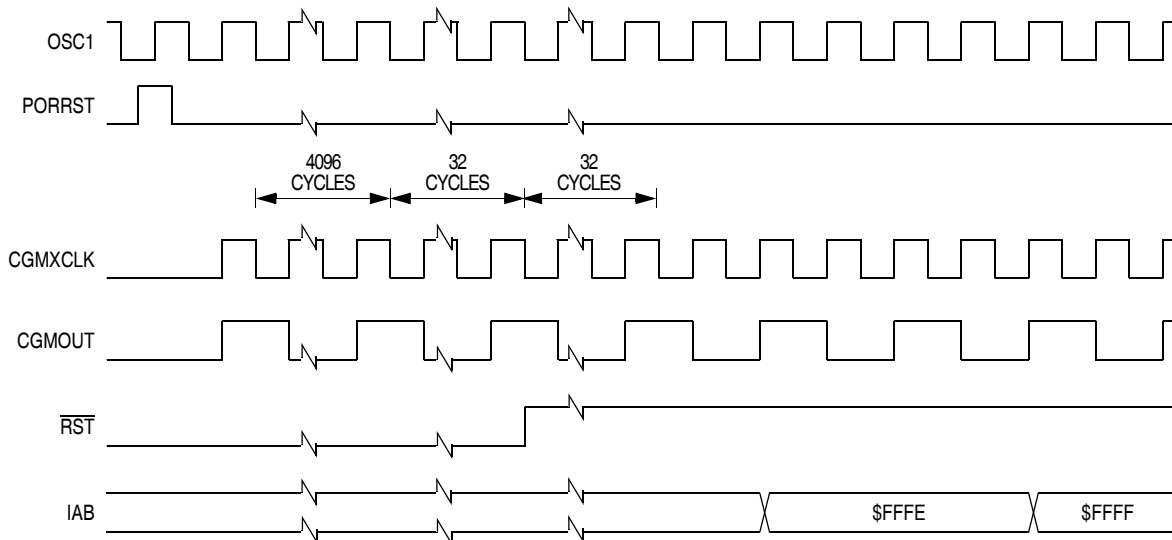 OSC1
PORRST
4096
CYCLES
32
CYCLES
32
CYCLES
CGMXCLK
CGMOUT
RST
IAB
$FFFE
$FFFF